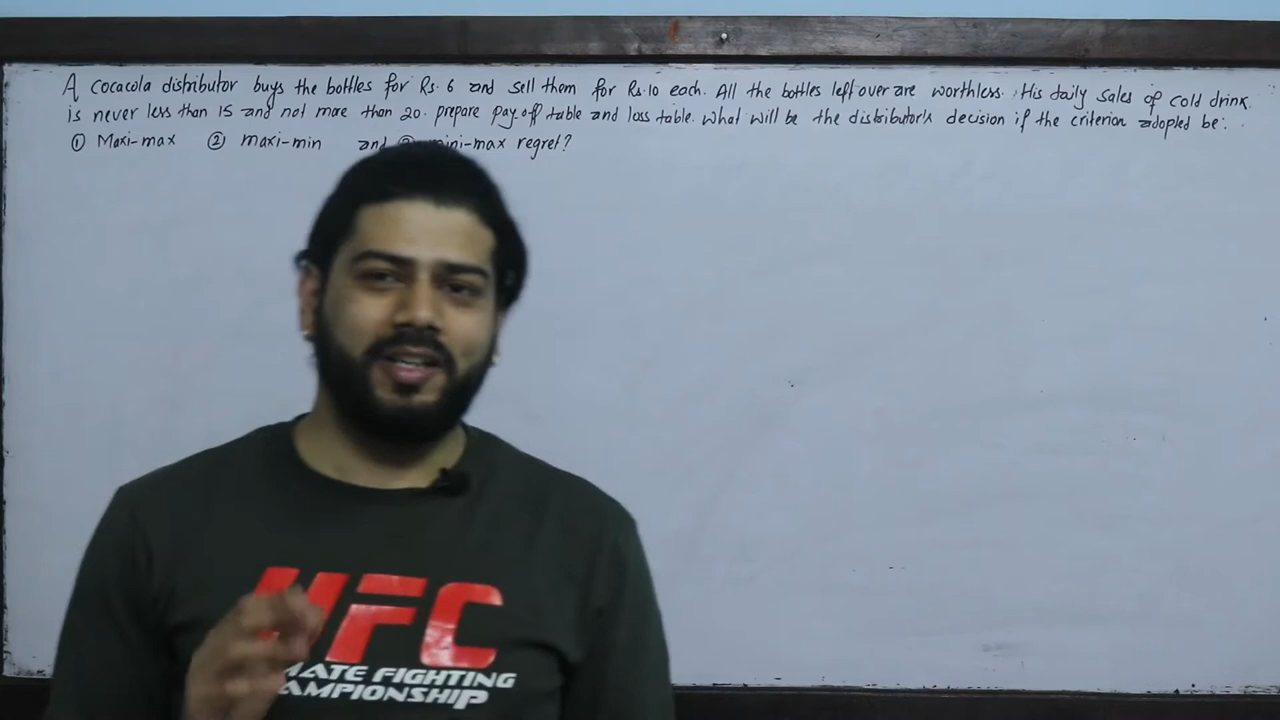 A cocacola distributor buys the bottles for Rs. 6 and sell them for Rs. 10 each. All the bottles left over are worthless. His daily sales of cold drink
is never less than 15 and not more than 20. prepare pay off table and loss table. what will be the distributor's decision if the criterion adopted be:
① Maxi-max ② maxi-min and mini-max regret?
UFC
MATE FIGHTING
AMPIONSHIP